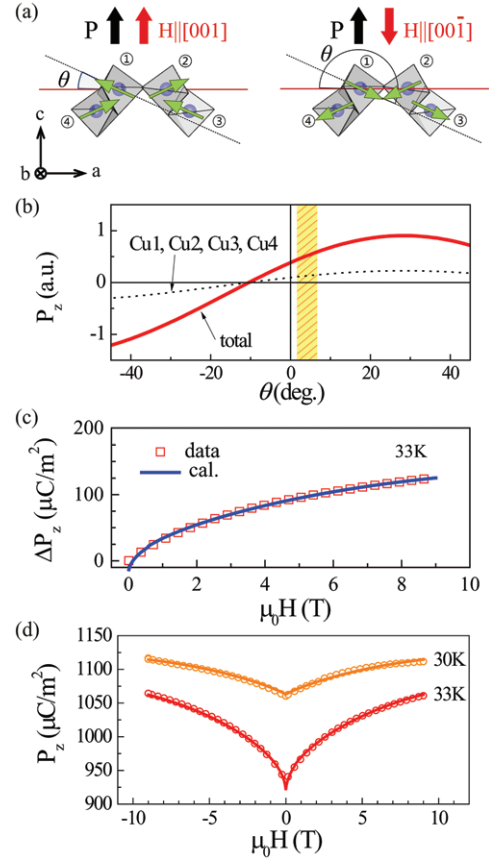 (a)
P H||[001]
P H||[001̄]
θ ① ② ③ ④
θ ① ② ③ ④
c
b a
(b)
P_z (a.u.)
1
0
-1
Cu1, Cu2, Cu3, Cu4
total
-40 -20 0 20 40
θ(deg.)
(c)
ΔP_z (μC/m²)
200
100
0
data
cal.
33K
0 2 4 6 8 10
μ₀H (T)
(d)
P_z (μC/m²)
1150
1100
1050
1000
950
900
30K
33K
-10 -5 0 5 10
μ₀H (T)